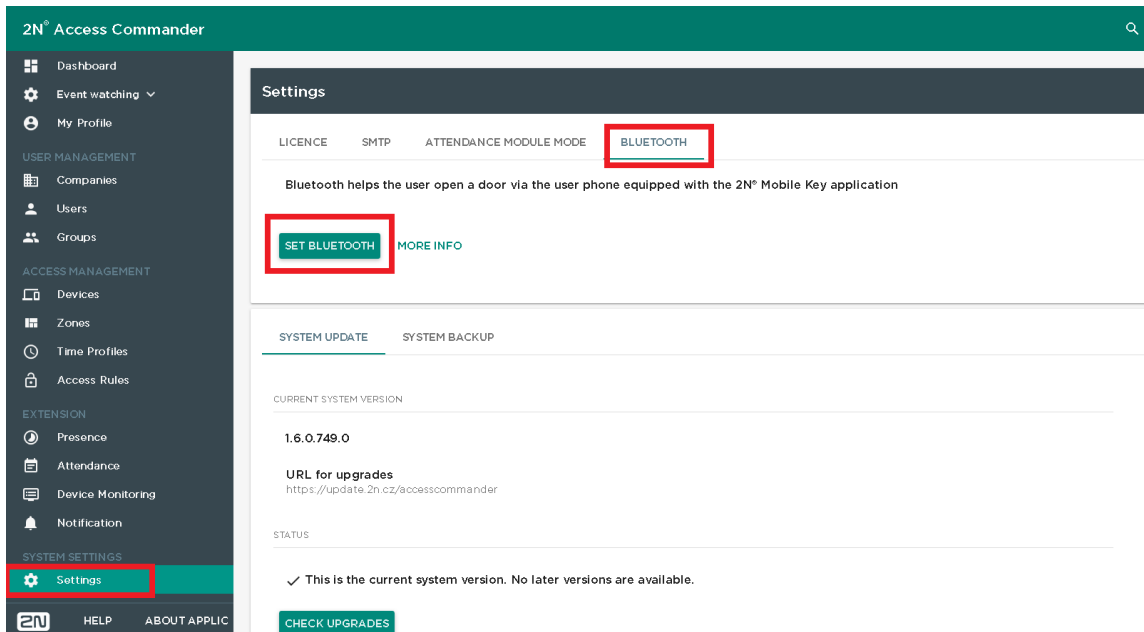 2N® Access Commander
Dashboard
Event watching
My Profile
USER MANAGEMENT
Companies
Users
Groups
ACCESS MANAGEMENT
Devices
Zones
Time Profiles
Access Rules
EXTENSION
Presence
Attendance
Device Monitoring
Notification
SYSTEM SETTINGS
Settings
2N HELP ABOUT APPLIC
Settings
LICENCE SMTP ATTENDANCE MODULE MODE BLUETOOTH
Bluetooth helps the user open a door via the user phone equipped with the 2N® Mobile Key application
SET BLUETOOTH MORE INFO
SYSTEM UPDATE SYSTEM BACKUP
CURRENT SYSTEM VERSION
1.6.0.749.0
URL for upgrades
https://update.2n.cz/accesscommander
STATUS
This is the current system version. No later versions are available.
CHECK UPGRADES